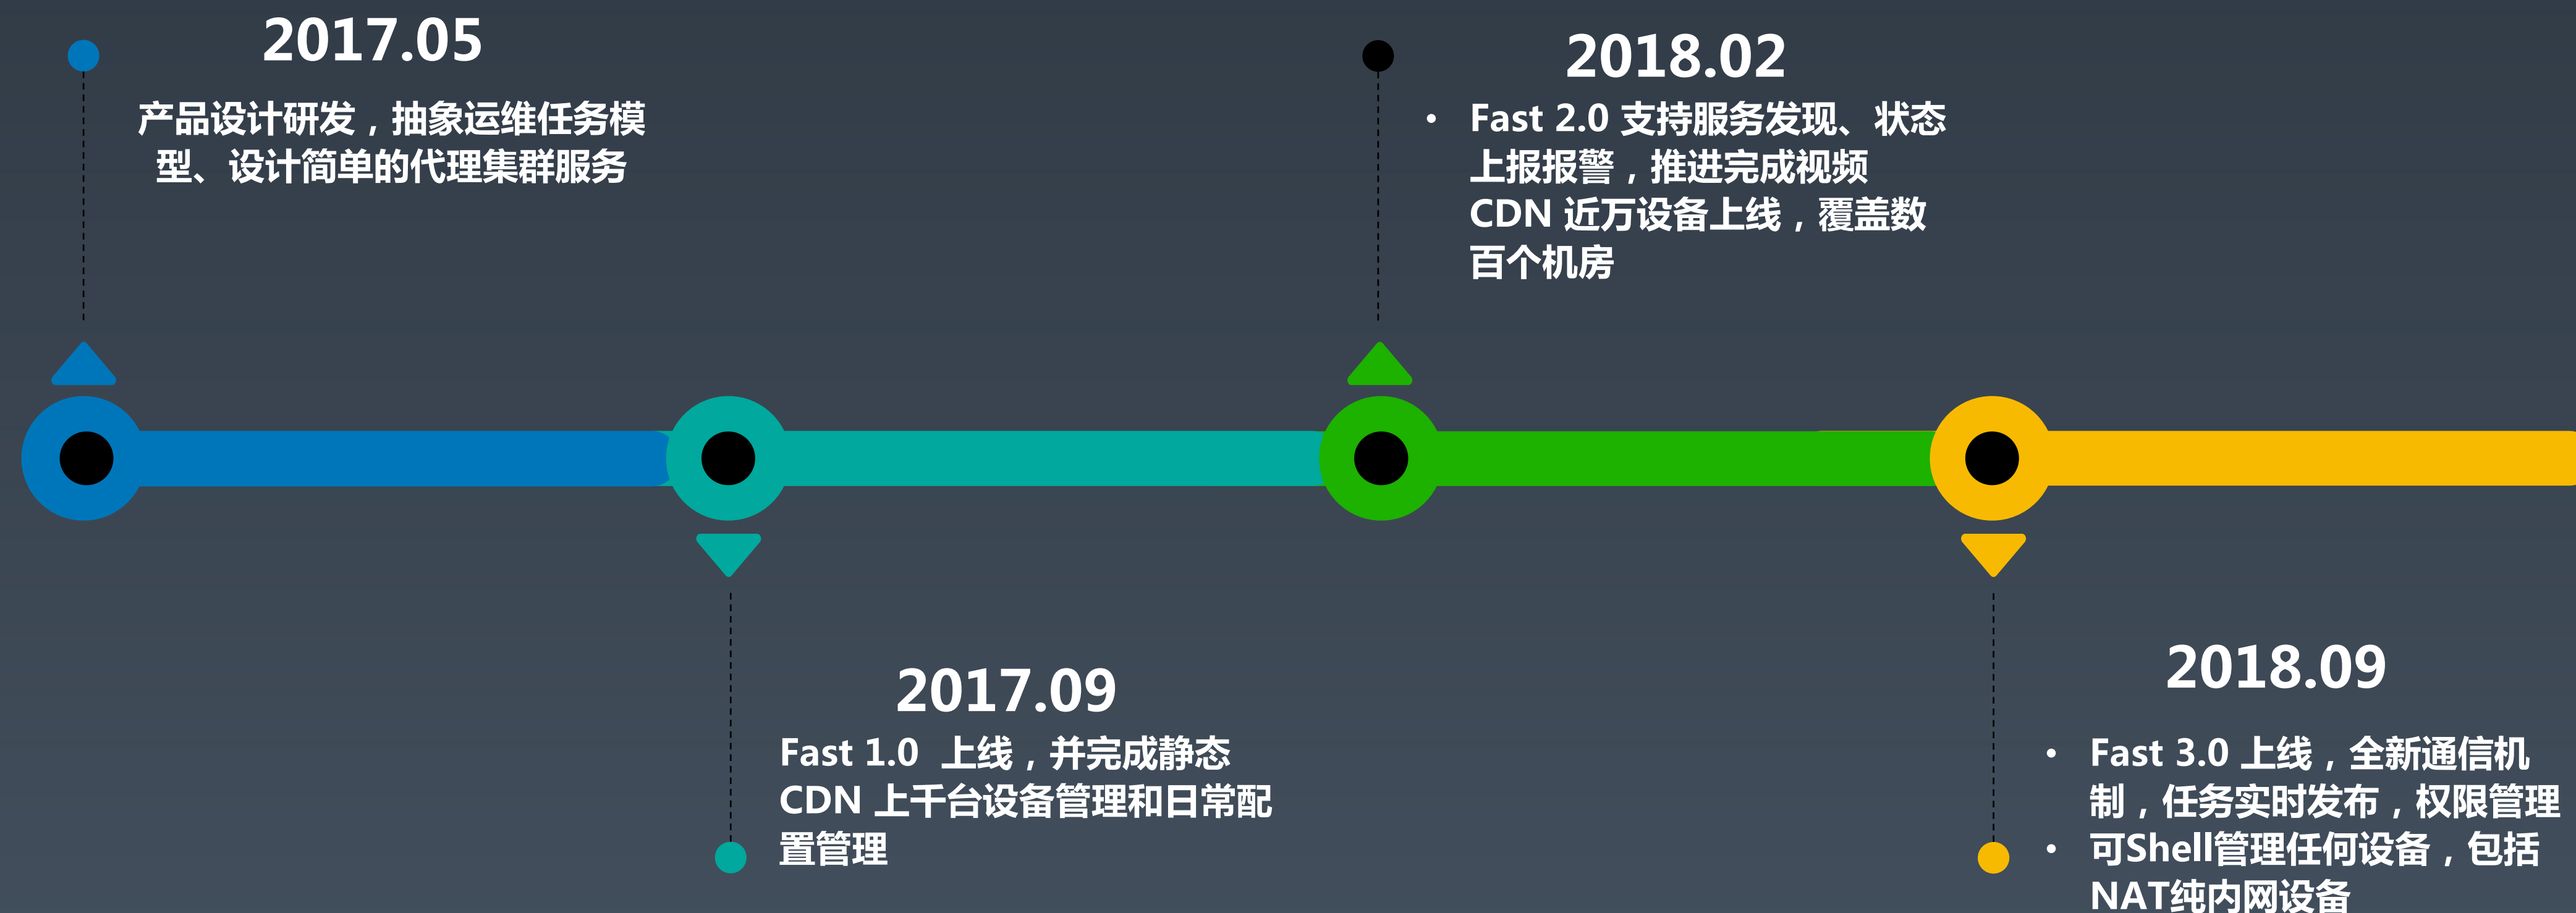 2017.05
产品设计研发，抽象运维任务模
型、设计简单的代理集群服务
2017.09
Fast 1.0 上线，并完成静态
CDN 上千台设备管理和日常配
置管理
2018.02
• Fast 2.0 支持服务发现、状态
上报报警，推进完成视频
CDN 近万设备上线，覆盖数
百个机房
2018.09
• Fast 3.0 上线，全新通信机
制，任务实时发布，权限管理
• 可Shell管理任何设备，包括
NAT纯内网设备